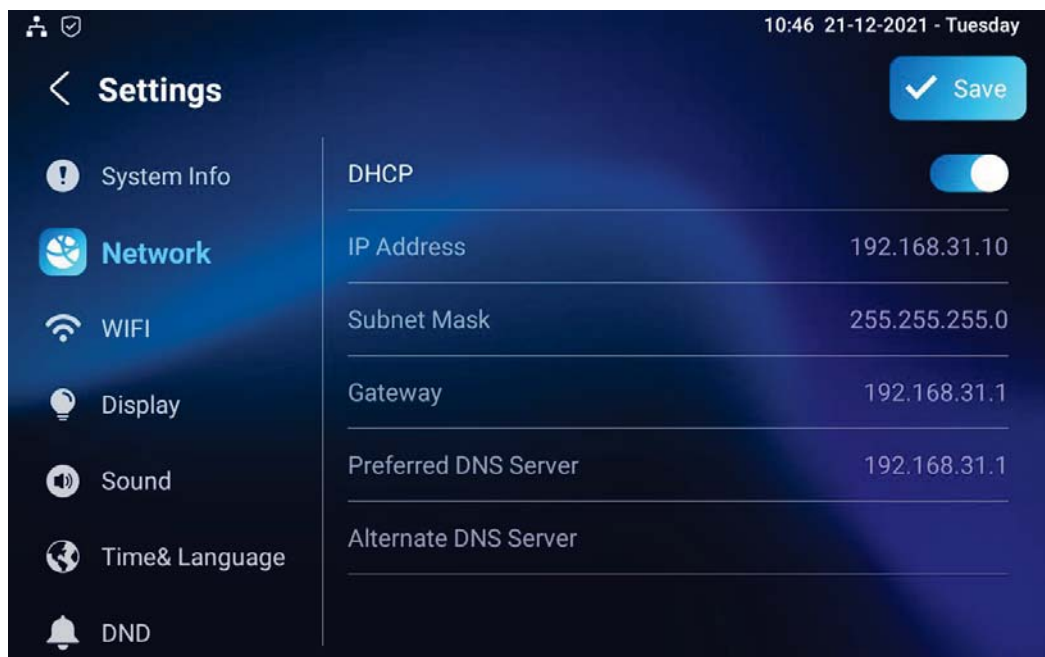 10:46 21-12-2021 - Tuesday
Settings
Save
System Info
Network
WIFI
Display
Sound
Time& Language
DND
DHCP
IP Address 192.168.31.10
Subnet Mask 255.255.255.0
Gateway 192.168.31.1
Preferred DNS Server 192.168.31.1
Alternate DNS Server